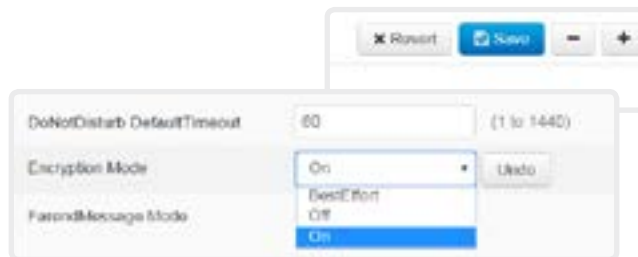 Revert Save
DoNotDisturb DefaultTimeout 60 (1 to 1440)
Encryption Mode On Undo
BestEffort
FarendMessage Mode Off
On